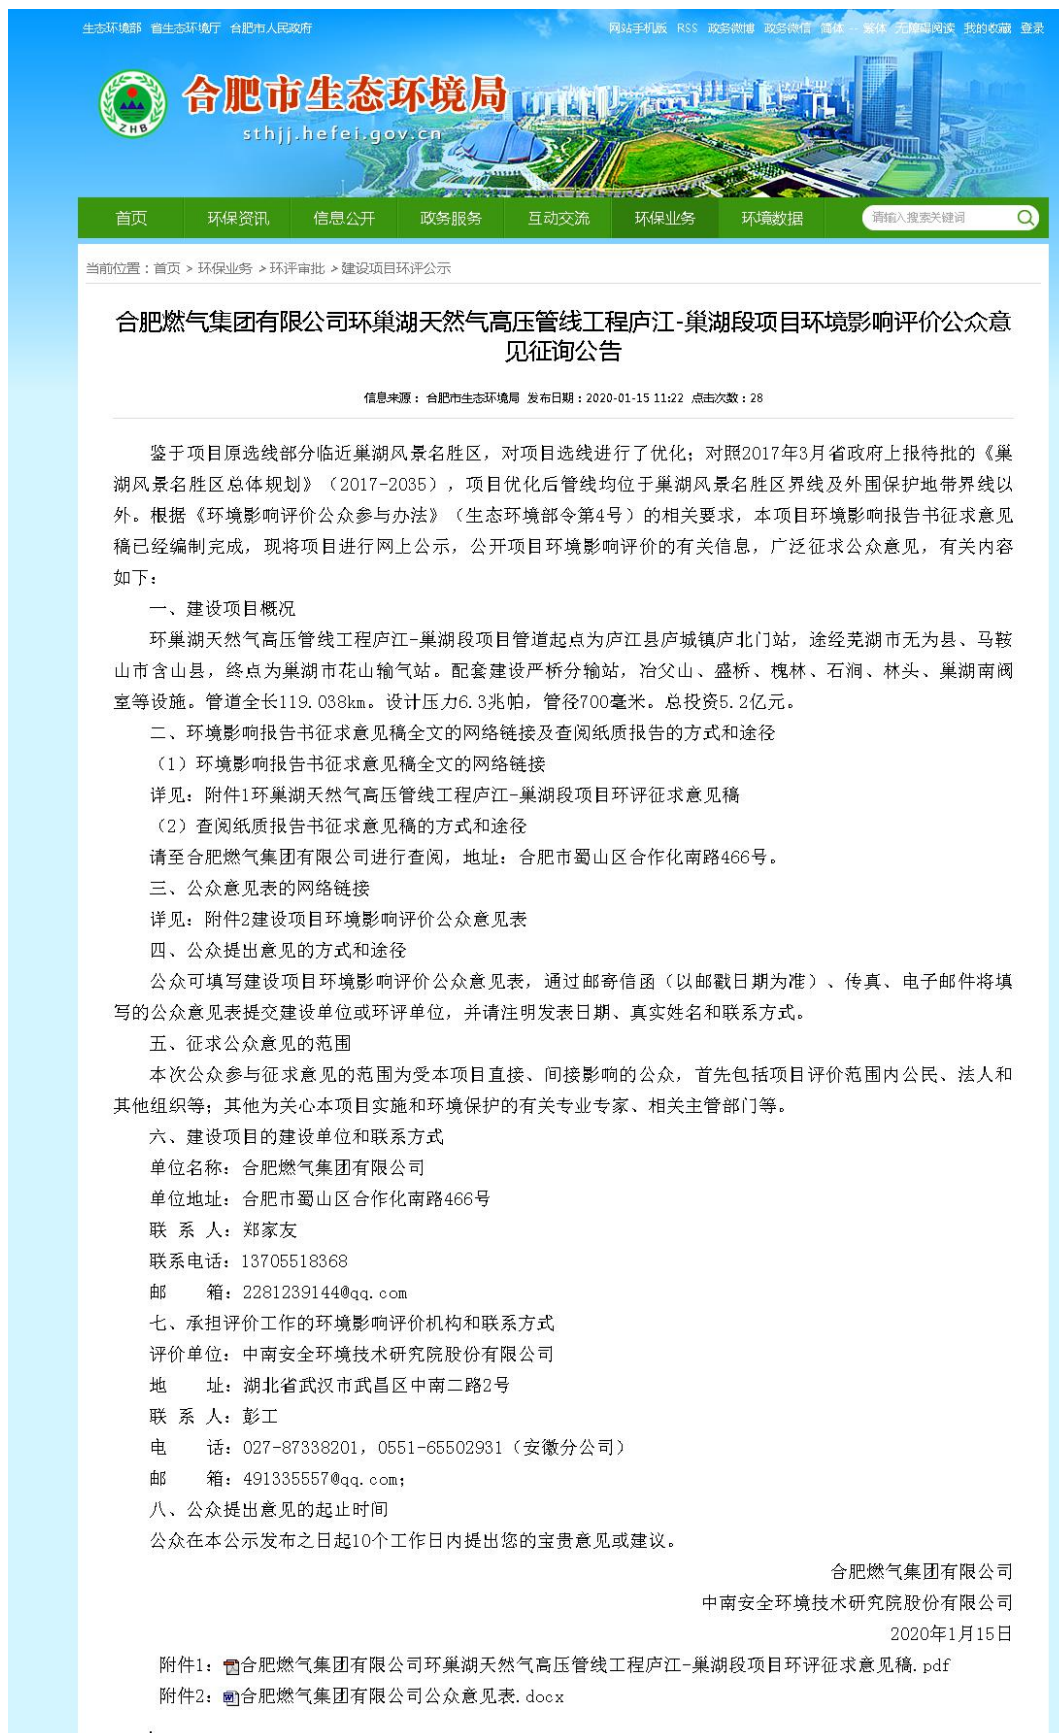 生态环境部 省生态环境厅 合肥市人民政府
网站手机版 RSS 政务微博 政务微信 简体 · 繁体 无障碍阅读 我的收藏 登录
合肥市生态环境局
ZHB
sthjj.hefei.gov.cn
首页 环保资讯 信息公开 政务服务 互动交流 环保业务 环境数据 请输入搜索关键词
当前位置：首页 > 环保业务 > 环评审批 > 建设项目环评公示
合肥燃气集团有限公司环巢湖天然气高压管线工程庐江-巢湖段项目环境影响评价公众意
见征询公告
信息来源： 合肥市生态环境局 发布日期：2020-01-15 11:22 点击次数：28
鉴于项目原选线部分临近巢湖风景名胜区，对项目选线进行了优化；对照2017年3月省政府上报待批的《巢
湖风景名胜区总体规划》（2017-2035），项目优化后管线均位于巢湖风景名胜区界线及外围保护地带界线以
外。根据《环境影响评价公众参与办法》（生态环境部令第4号）的相关要求，本项目环境影响报告书征求意见
稿已经编制完成，现将项目进行网上公示，公开项目环境影响评价的有关信息，广泛征求公众意见，有关内容
如下：
一、建设项目概况
环巢湖天然气高压管线工程庐江-巢湖段项目管道起点为庐江县庐城镇庐北门站，途经芜湖市无为县、马鞍
山市含山县，终点为巢湖市花山输气站。配套建设严桥分输站，冶父山、盛桥、槐林、石涧、林头、巢湖南阀
室等设施。管道全长119.038km。设计压力6.3兆帕，管径700毫米。总投资5.2亿元。
二、环境影响报告书征求意见稿全文的网络链接及查阅纸质报告的方式和途径
（1）环境影响报告书征求意见稿全文的网络链接
详见：附件1环巢湖天然气高压管线工程庐江-巢湖段项目环评征求意见稿
（2）查阅纸质报告书征求意见稿的方式和途径
请至合肥燃气集团有限公司进行查阅，地址：合肥市蜀山区合作化南路466号。
三、公众意见表的网络链接
详见：附件2建设项目环境影响评价公众意见表
四、公众提出意见的方式和途径
公众可填写建设项目环境影响评价公众意见表，通过邮寄信函（以邮戳日期为准）、传真、电子邮件将填
写的公众意见表提交建设单位或环评单位，并请注明发表日期、真实姓名和联系方式。
五、征求公众意见的范围
本次公众参与征求意见的范围为受本项目直接、间接影响的公众，首先包括项目评价范围内公民、法人和
其他组织等；其他为关心本项目实施和环境保护的有关专业专家、相关主管部门等。
六、建设项目的建设单位和联系方式
单位名称：合肥燃气集团有限公司
单位地址：合肥市蜀山区合作化南路466号
联 系 人：郑家友
联系电话：13705518368
邮　　箱：2281239144@qq.com
七、承担评价工作的环境影响评价机构和联系方式
评价单位：中南安全环境技术研究院股份有限公司
地　　址：湖北省武汉市武昌区中南二路2号
联 系 人：彭工
电　　话：027-87338201，0551-65502931（安徽分公司）
邮　　箱：491335557@qq.com；
八、公众提出意见的起止时间
公众在本公示发布之日起10个工作日内提出您的宝贵意见或建议。
合肥燃气集团有限公司
中南安全环境技术研究院股份有限公司
2020年1月15日
附件1：合肥燃气集团有限公司环巢湖天然气高压管线工程庐江-巢湖段项目环评征求意见稿.pdf
附件2：合肥燃气集团有限公司公众意见表.docx